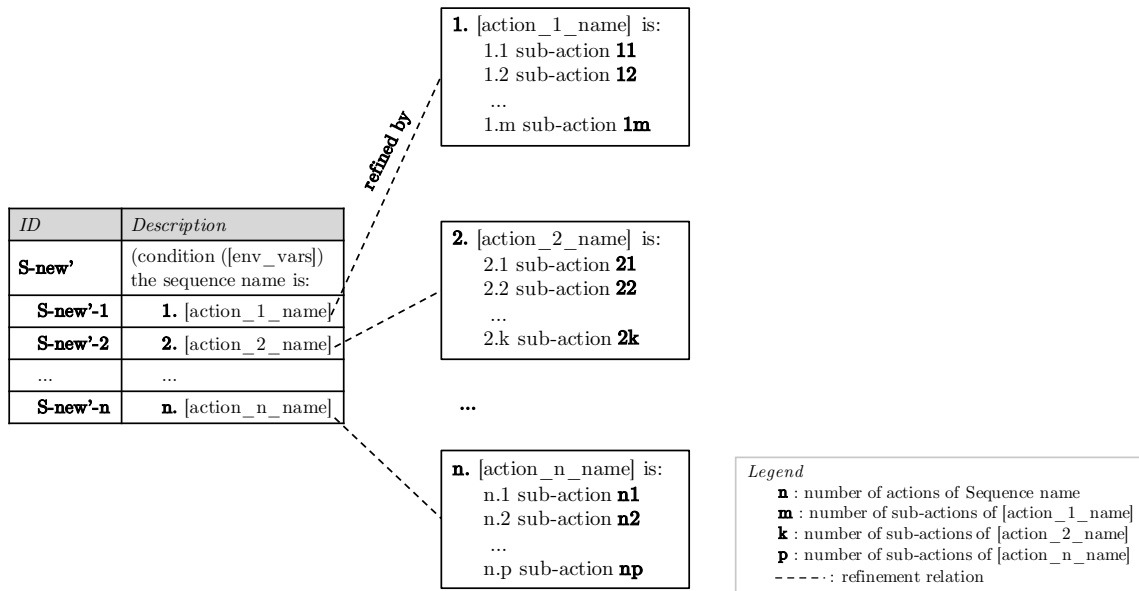 1. [action_1_name] is:
1.1 sub-action 11
1.2 sub-action 12
...
1.m sub-action 1m
refined by
ID Description
S-new' (condition ([env_vars])
the sequence name is:
S-new'-1 1. [action_1_name]
S-new'-2 2. [action_2_name]
... ...
S-new'-n n. [action_n_name]
2. [action_2_name] is:
2.1 sub-action 21
2.2 sub-action 22
...
2.k sub-action 2k
...
n. [action_n_name] is:
n.1 sub-action n1
n.2 sub-action n2
...
n.p sub-action np
Legend
n : number of actions of Sequence name
m : number of sub-actions of [action_1_name]
k : number of sub-actions of [action_2_name]
p : number of sub-actions of [action_n_name]
-----· : refinement relation